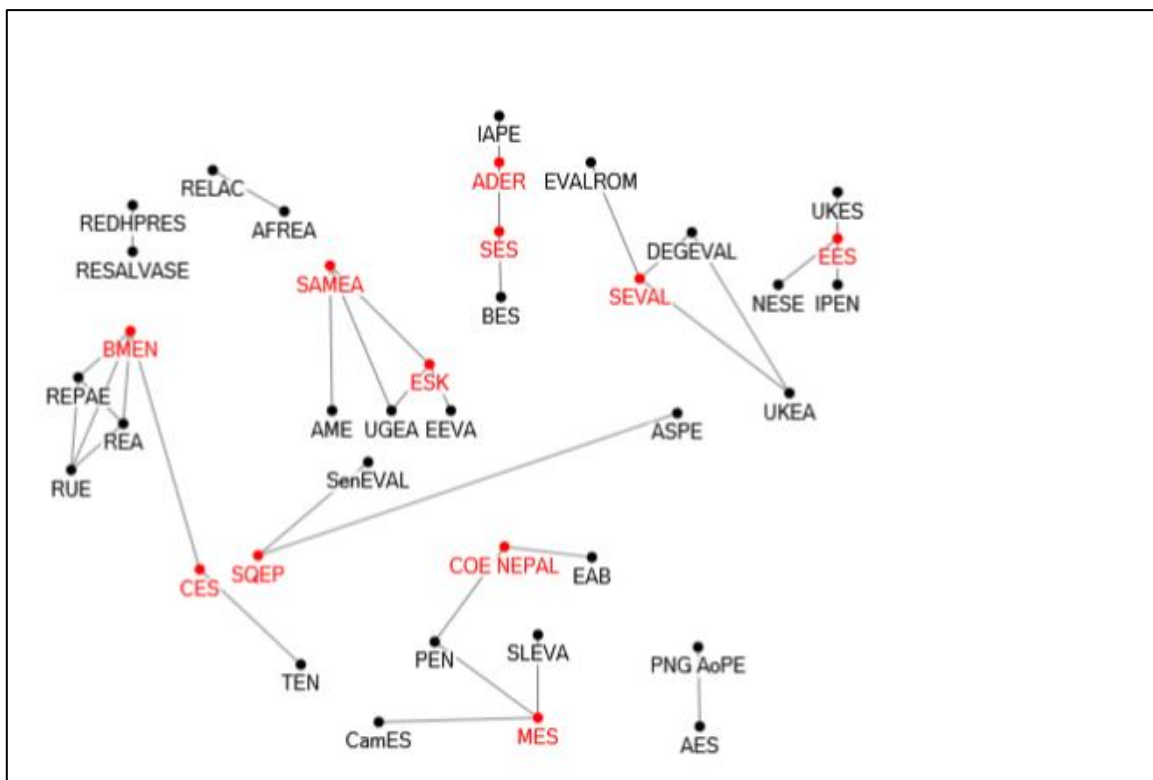 IAPE
RELAC
ADER
EVALROM
REDHPRES
AFREA
UKES
RESALVASE
SES
DEGEVAL
EES
SAMEA
SEVAL
NESE
IPEN
BES
BMEN
REPAE
ESK
REA
AME
UGEA
EEVA
ASPE
UKEA
RUE
SenEVAL
CES
SQEP
COE NEPAL
EAB
TEN
PEN
SLEVA
PNG AoPE
CamES
MES
AES